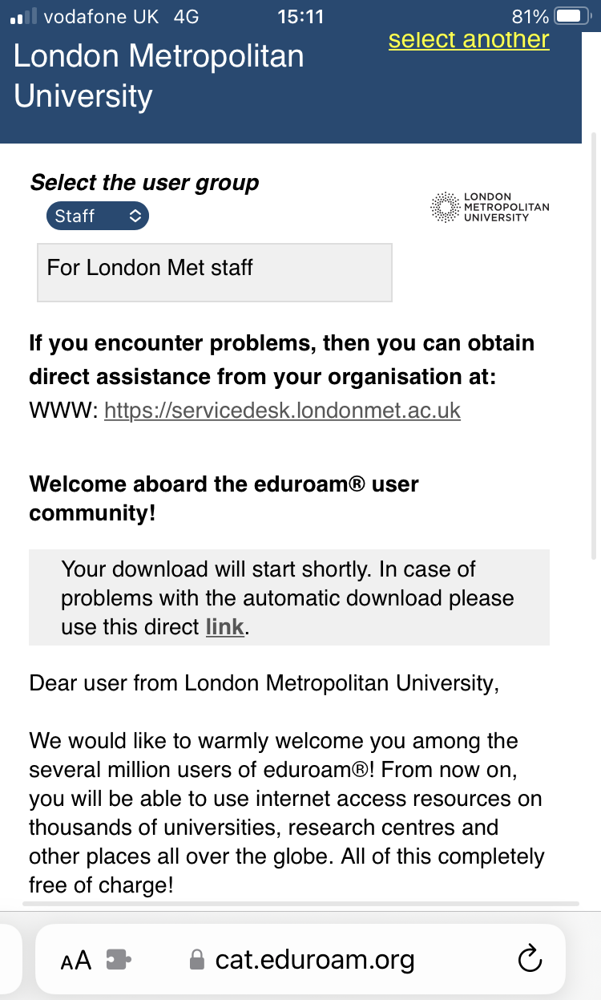 vodafone UK 4G 15:11 81%
select another
London Metropolitan
University
Select the user group
Staff
LONDON
METROPOLITAN
UNIVERSITY
For London Met staff
If you encounter problems, then you can obtain
direct assistance from your organisation at:
WWW: https://servicedesk.londonmet.ac.uk
Welcome aboard the eduroam® user
community!
Your download will start shortly. In case of
problems with the automatic download please
use this direct link.
Dear user from London Metropolitan University,
We would like to warmly welcome you among the
several million users of eduroam®! From now on,
you will be able to use internet access resources on
thousands of universities, research centres and
other places all over the globe. All of this completely
free of charge!
AA cat.eduroam.org